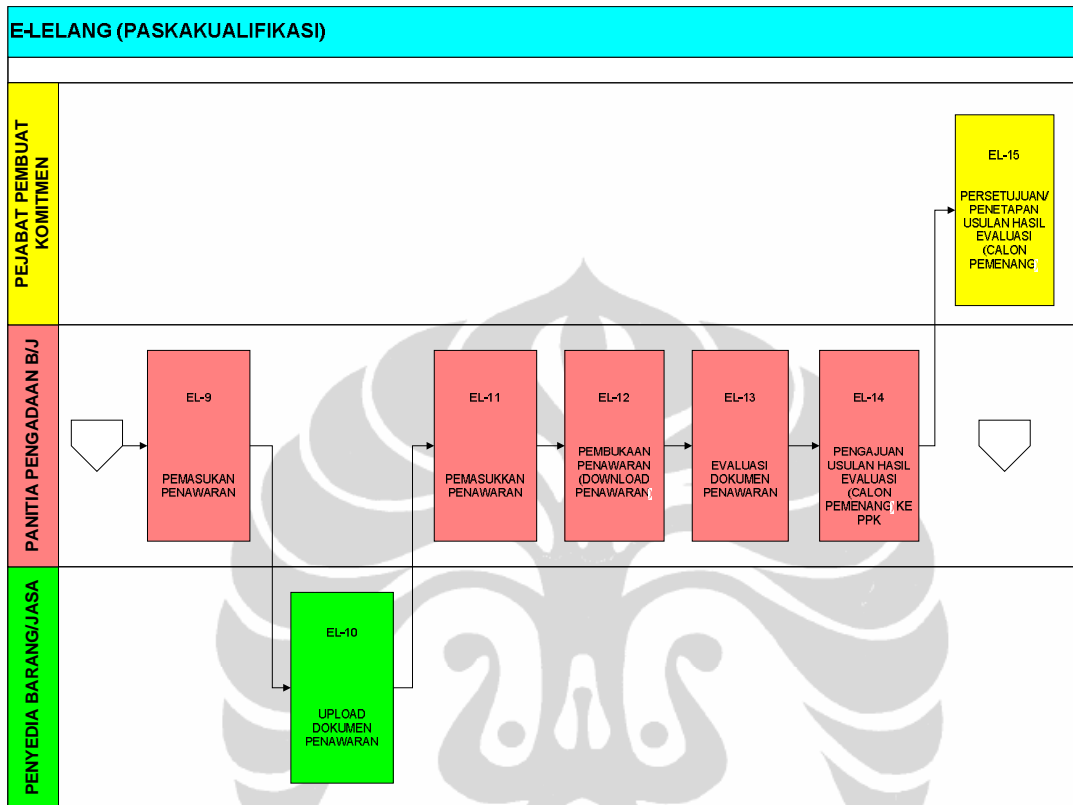 E-LELANG (PASKAKUALIFIKASI)
PEJABAT PEMBUAT
KOMITMEN
EL-15
PERSETUJUAN/
PENETAPAN
USULAN HASIL
EVALUASI
(CALON
PEMENANG
PANITIA PENGADAAN B/J
EL-9
PEMASUKAN
PENAWARAN
EL-11
PEMASUKKAN
PENAWARAN
EL-12
PEMBUKAAN
PENAWARAN
(DOWNLOAD
PENAWARAN
EL-13
EVALUASI
DOKUMEN
PENAWARAN
EL-14
PENGAJUAN
USULAN HASIL
EVALUASI
(CALON
PEMENANG KE
PPK
PENYEDIA BARANG/JASA
EL-10
UPLOAD
DOKUMEN
PENAWARAN